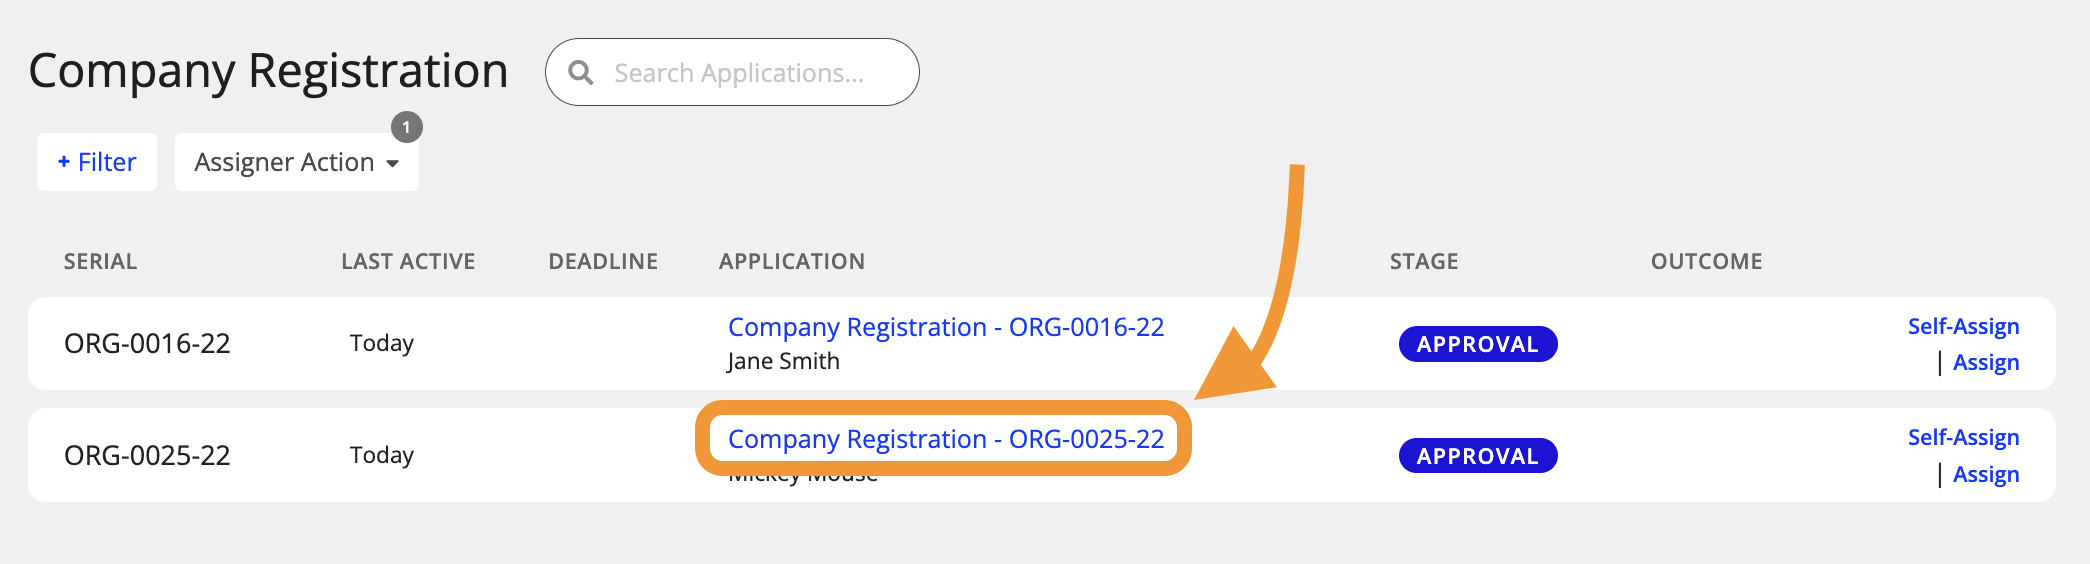 Company Registration
Search Applications...
+ Filter
Assigner Action
1
SERIAL LAST ACTIVE DEADLINE APPLICATION STAGE OUTCOME
ORG-0016-22 Today Company Registration - ORG-0016-22 APPROVAL Self-Assign
Jane Smith | Assign
ORG-0025-22 Today Company Registration - ORG-0025-22 APPROVAL Self-Assign
Mickey Mouse | Assign